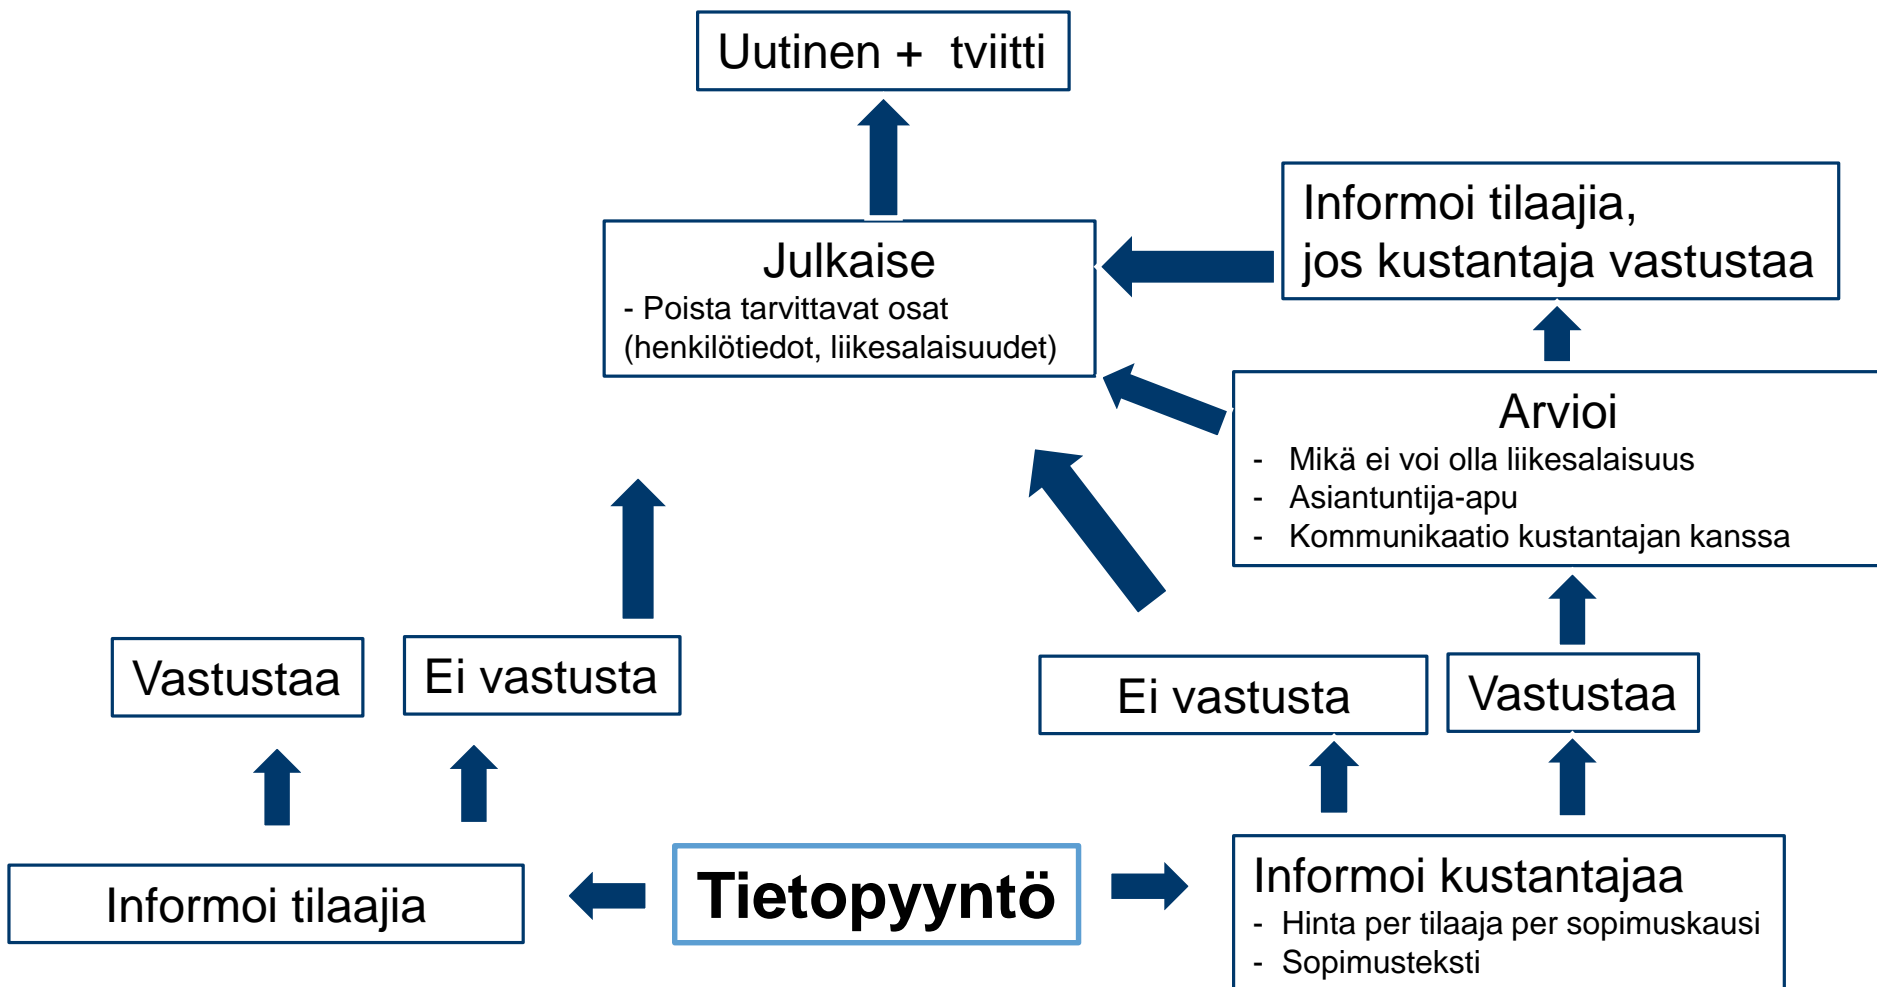 Uutinen + tviitti
Informoi tilaajia,
jos kustantaja vastustaa
Julkaise
- Poista tarvittavat osat
(henkilötiedot, liikesalaisuudet)
Arvioi
- Mikä ei voi olla liikesalaisuus
- Asiantuntija-apu
- Kommunikaatio kustantajan kanssa
Vastustaa
Ei vastusta
Ei vastusta
Vastustaa
Informoi tilaajia
Tietopyyntö
Informoi kustantajaa
- Hinta per tilaaja per sopimuskausi
- Sopimusteksti